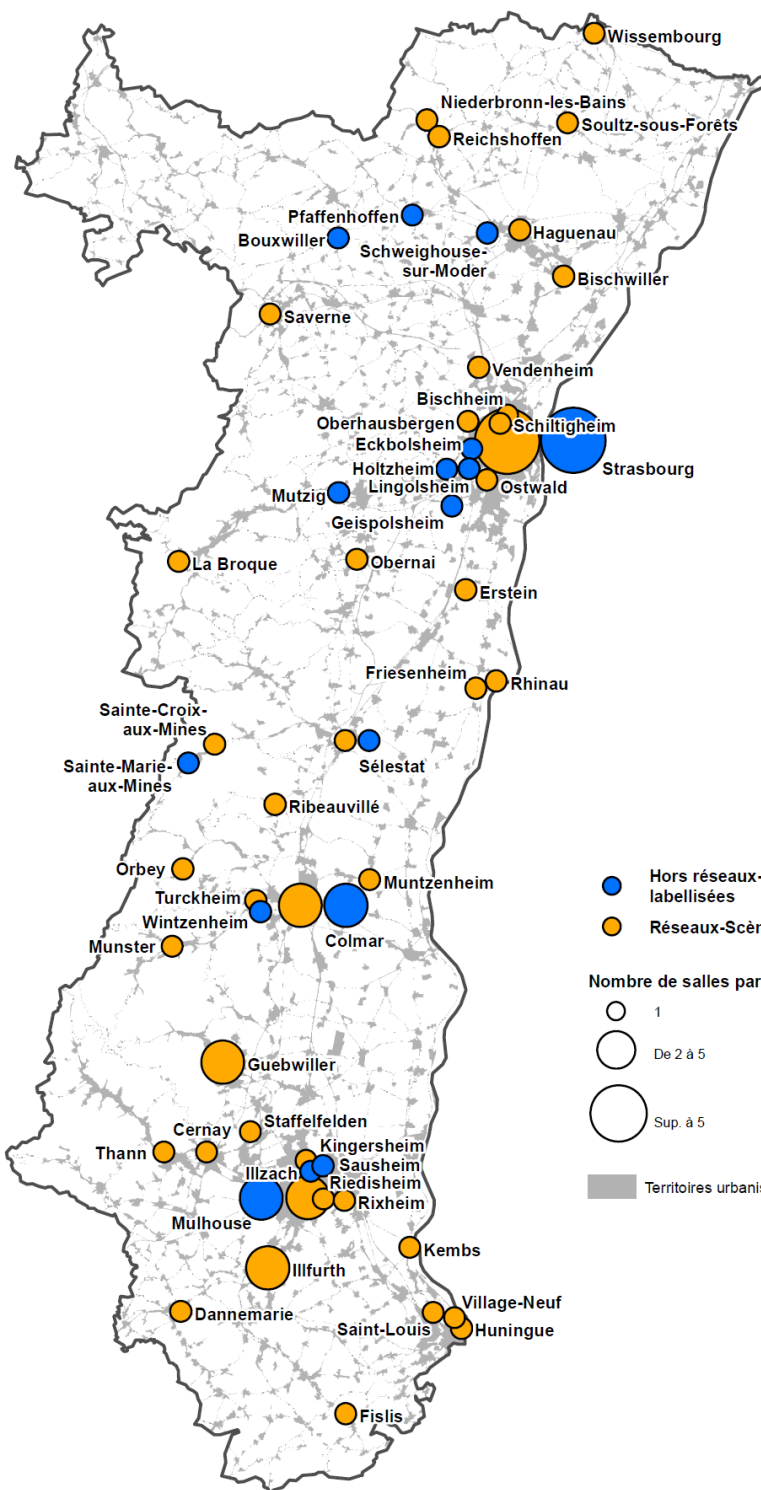 Wissembourg
Niederbronn-les-Bains
Soultz-sous-Forêts
Reichshoffen
Pfaffenhoffen
Haguenau
Bouxwiller
Schweighouse-
sur-Moder
Bischwiller
Saverne
Vendenheim
Bischheim
Oberhausbergen
Schiltigheim
Eckbolsheim
Holtzheim
Strasbourg
Lingolsheim
Ostwald
Mutzig
Geispolsheim
La Broque
Obernai
Erstein
Friesenheim
Rhinau
Sainte-Croix-
aux-Mines
Sainte-Marie-
aux-Mines
Sélestat
Ribeauvillé
Orbey
Muntzenheim
Turckheim
Wintzenheim
Colmar
Munster
Guebwiller
Staffelfelden
Cernay
Thann
Kingersheim
Sausheim
Illzach
Riedisheim
Rixheim
Mulhouse
Kembs
Illfurth
Dannemarie
Village-Neuf
Saint-Louis
Huningue
Fislis
Hors réseaux-
labellisées
Réseaux-Scèn
Nombre de salles par
1
De 2 à 5
Sup. à 5
Territoires urbanis